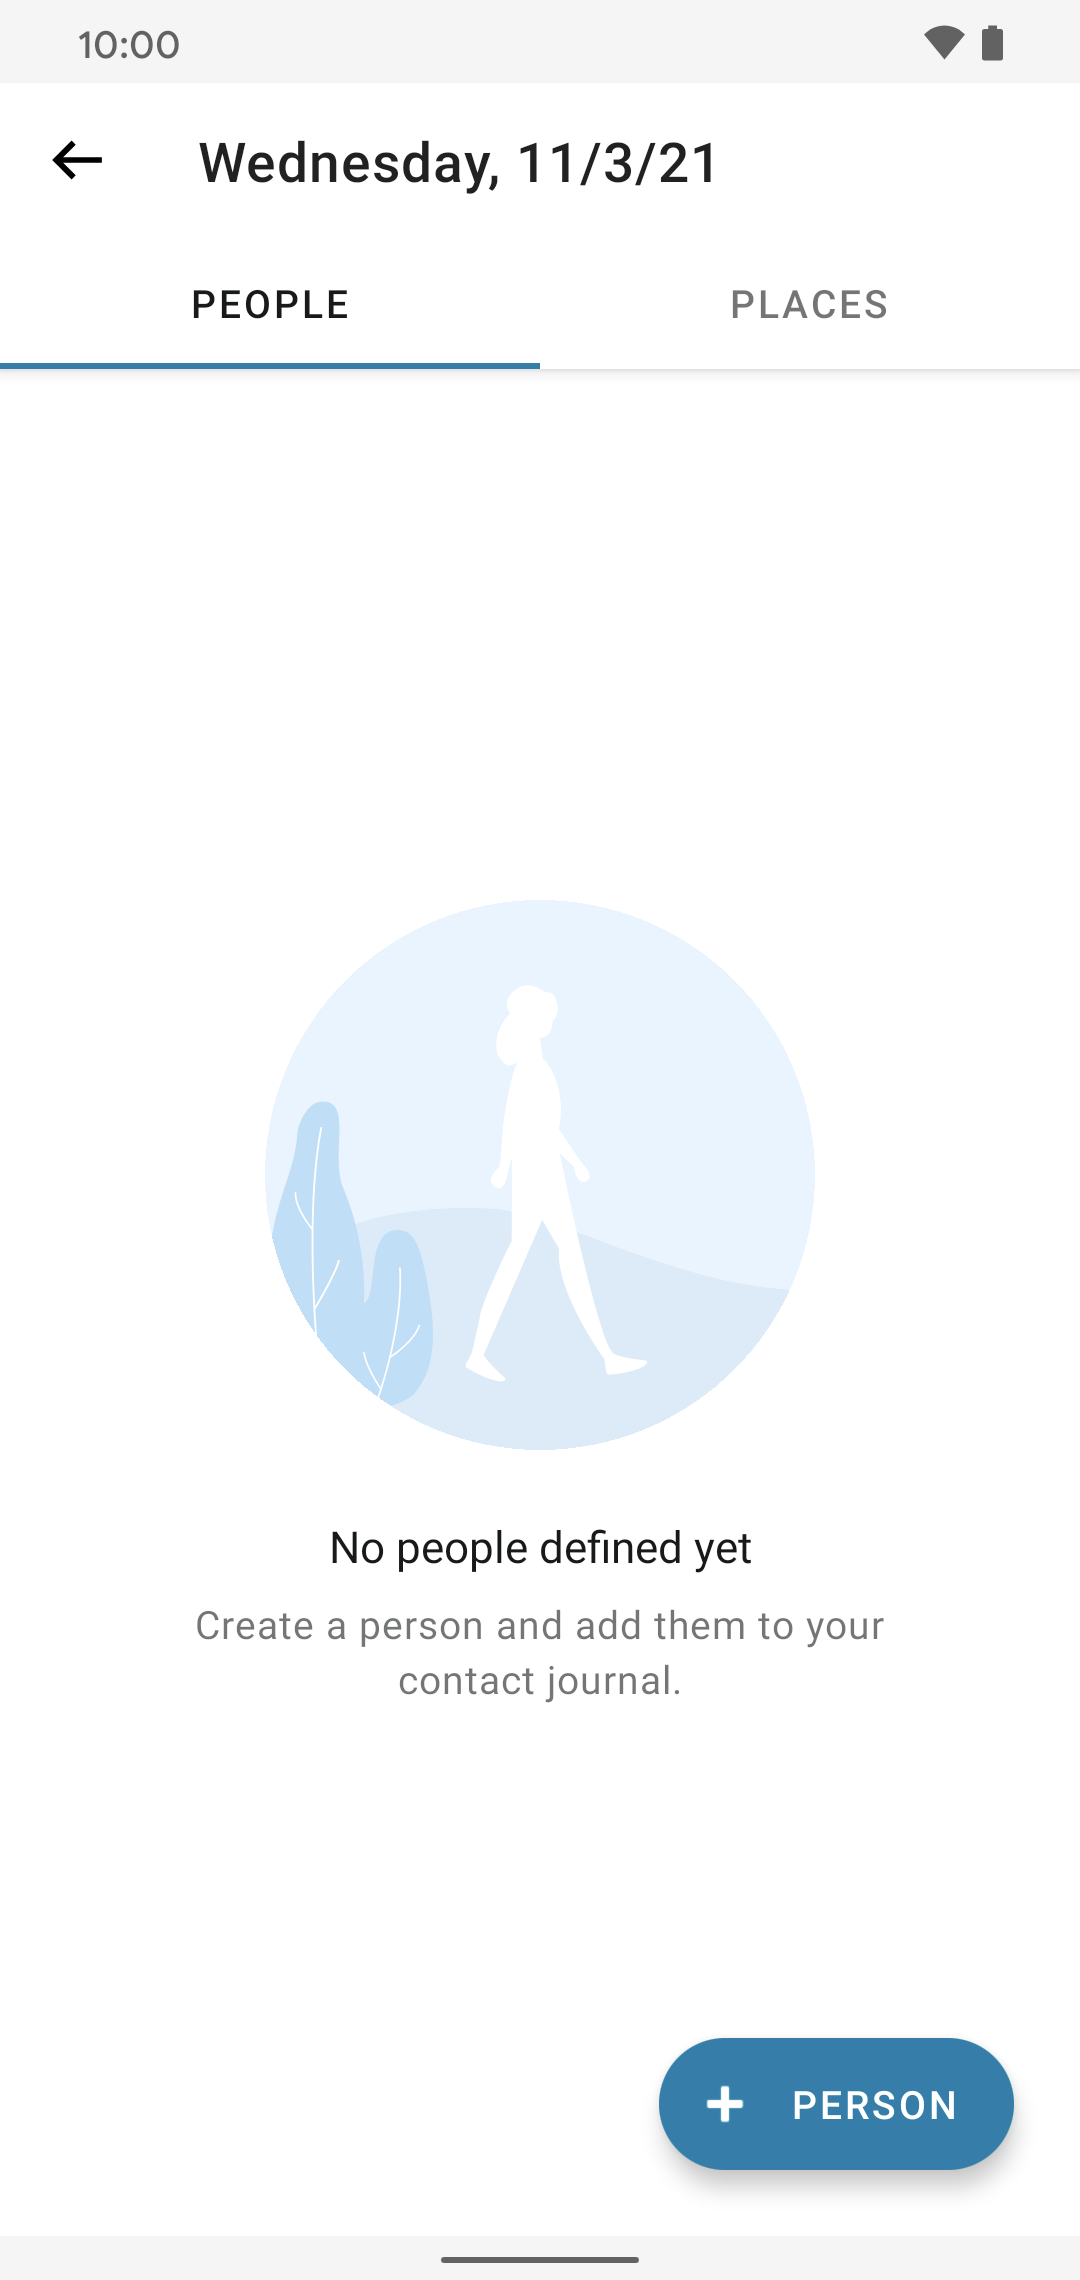 10:00
Wednesday, 11/3/21
PEOPLE
PLACES
No people defined yet
Create a person and add them to your
contact journal.
PERSON